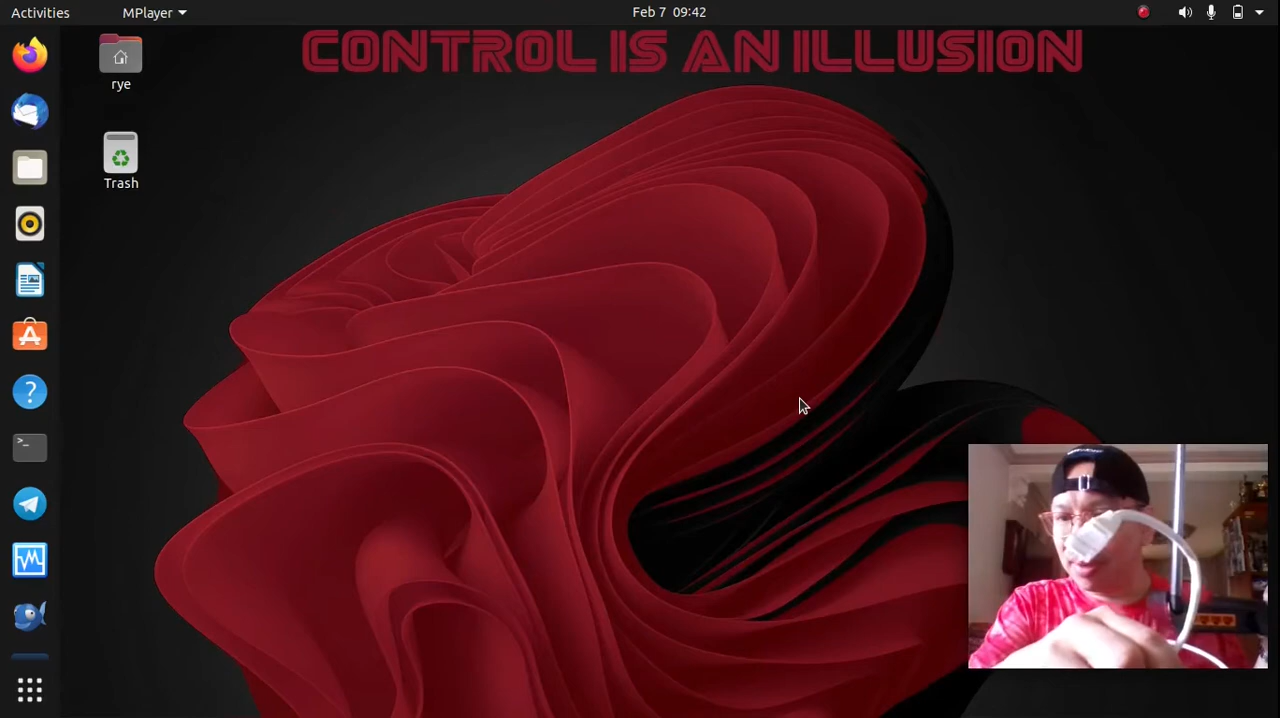 Activities MPlayer Feb 7 09:42
CONTROL IS AN ILLUSION
rye
Trash